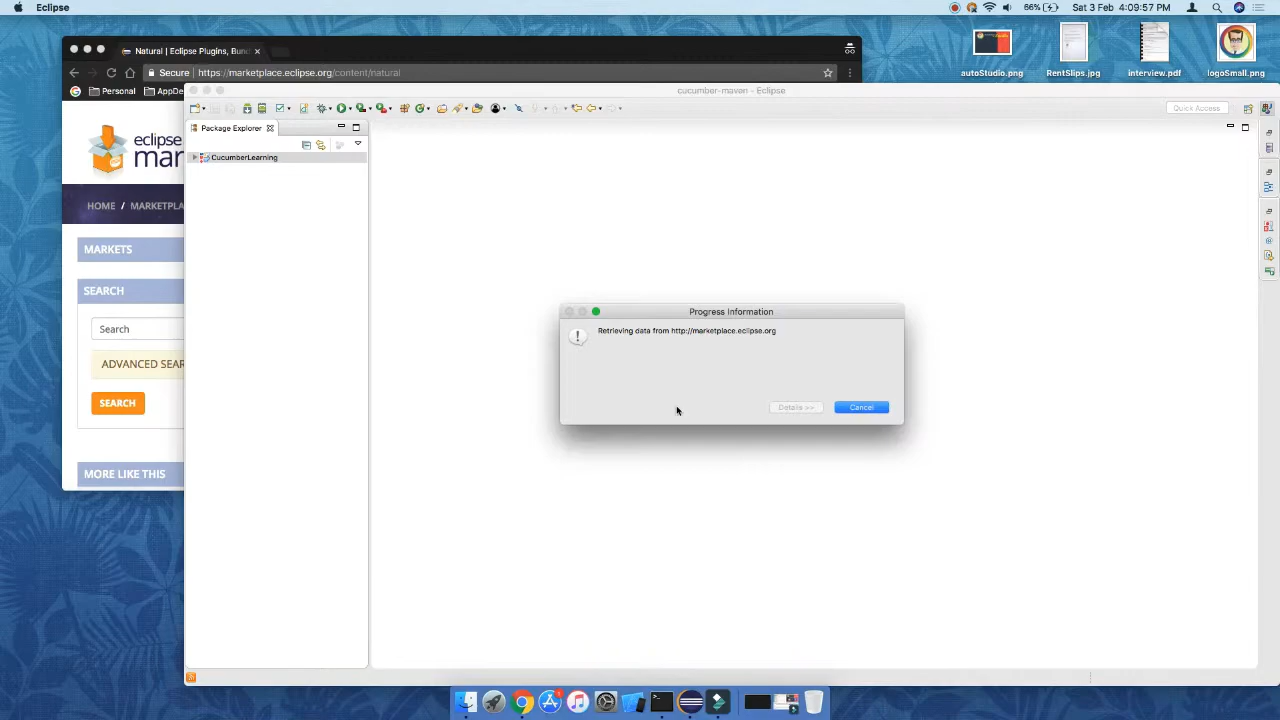 Eclipse
66%
Sat 3 Feb 4:09:57 PM
Natural | Eclipse Plugins, Bund
Secure
https://marketplace.eclipse.org/content/natural
Personal
AppDe
autoStudio.png
RentSlips.jpg
interview.pdf
logoSmall.png
cucumber-maven - Eclipse
Quick Access
Package Explorer
CucumberLearning
eclipse
mar
HOME / MARKETPLA
MARKETS
SEARCH
Search
ADVANCED SEAR
SEARCH
MORE LIKE THIS
Progress Information
Retrieving data from http://marketplace.eclipse.org
Details >>
Cancel